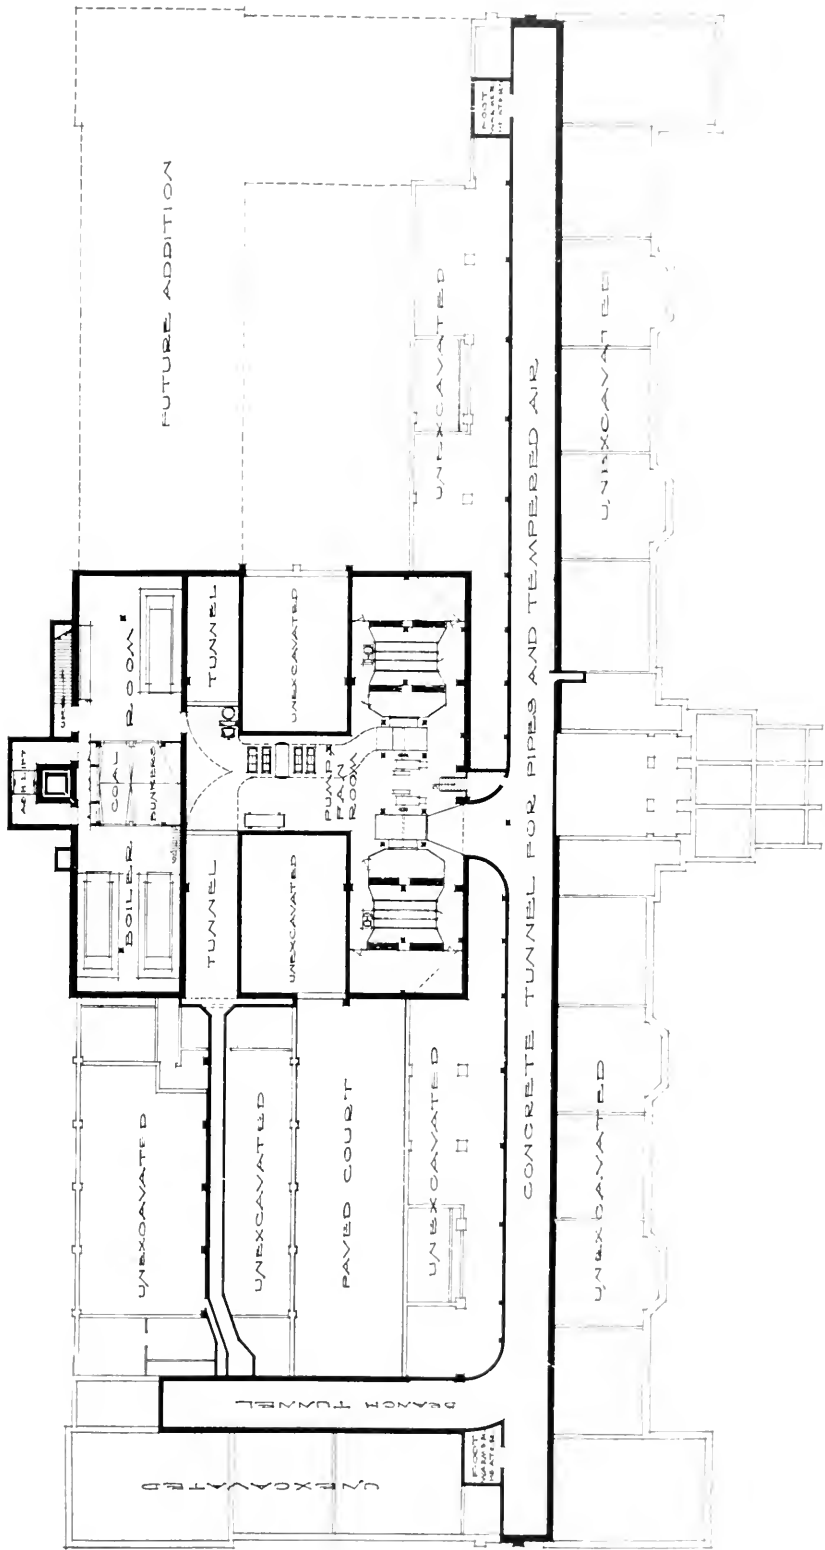 FOOT
WARMER
HEATER
FUTURE ADDITION
UNEXCAVATED
UNEXCAVATED
CONCRETE TUNNEL FOR PIPES AND TEMPERED AIR
BOILER ROOM
COAL
BUNKERS
ASH LIFT
TUNNEL
UNEXCAVATED
PUMP &
FAN
ROOM
TUNNEL
UNEXCAVATED
UNEXCAVATED
UNEXCAVATED
PAVED COURT
UNEXCAVATED
UNEXCAVATED
BRANCH TUNNEL
FOOT
WARMER
HEATER
UNEXCAVATED